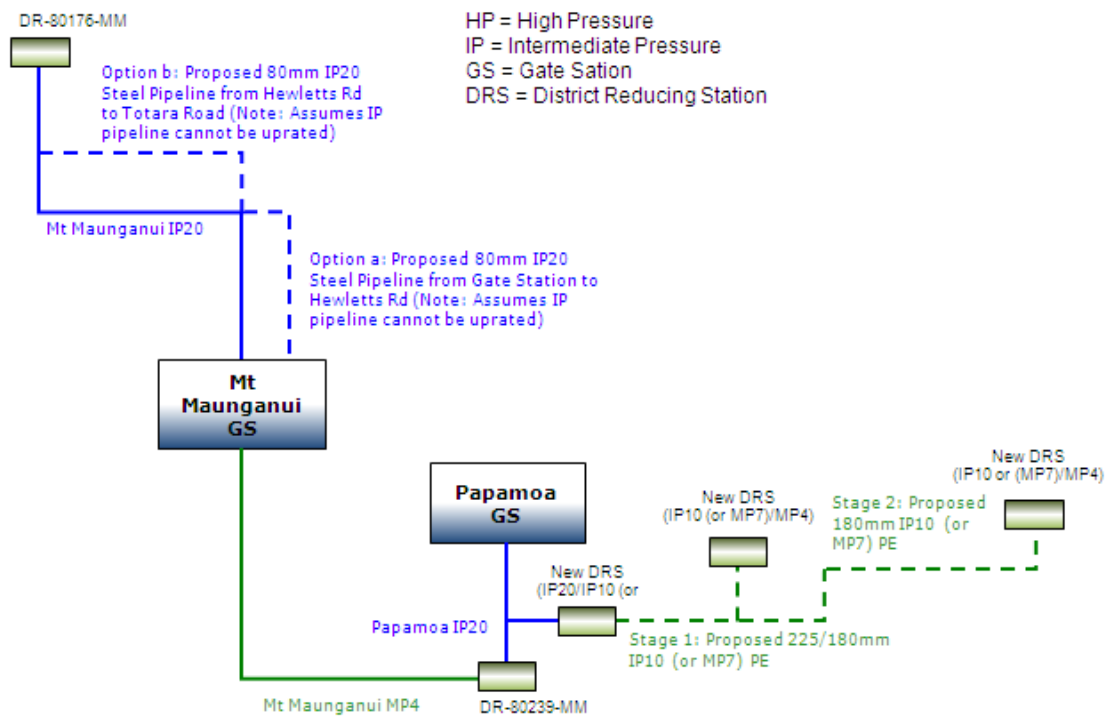 DR-80176-MM
HP = High Pressure
IP = Intermediate Pressure
GS = Gate Sation
DRS = District Reducing Station
Option b: Proposed 80mm IP20
Steel Pipeline from Hewletts Rd
to Totara Road (Note: Assumes IP
pipeline cannot be uprated)
Mt Maunganui IP20
Option a: Proposed 80mm IP20
Steel Pipeline from Gate Station to
Hewletts Rd (Note: Assumes IP
pipeline cannot be uprated)
Mt
Maunganui
GS
Papamoa
GS
New DRS
(IP10 (or MP7)/MP4)
New DRS
(IP10 or (MP7)/MP4)
Stage 2: Proposed
180mm IP10 (or
MP7) PE
New DRS
(IP20/IP10 (or
Papamoa IP20
Stage 1: Proposed 225/180mm
IP10 (or MP7) PE
Mt Maunganui MP4
DR-80239-MM